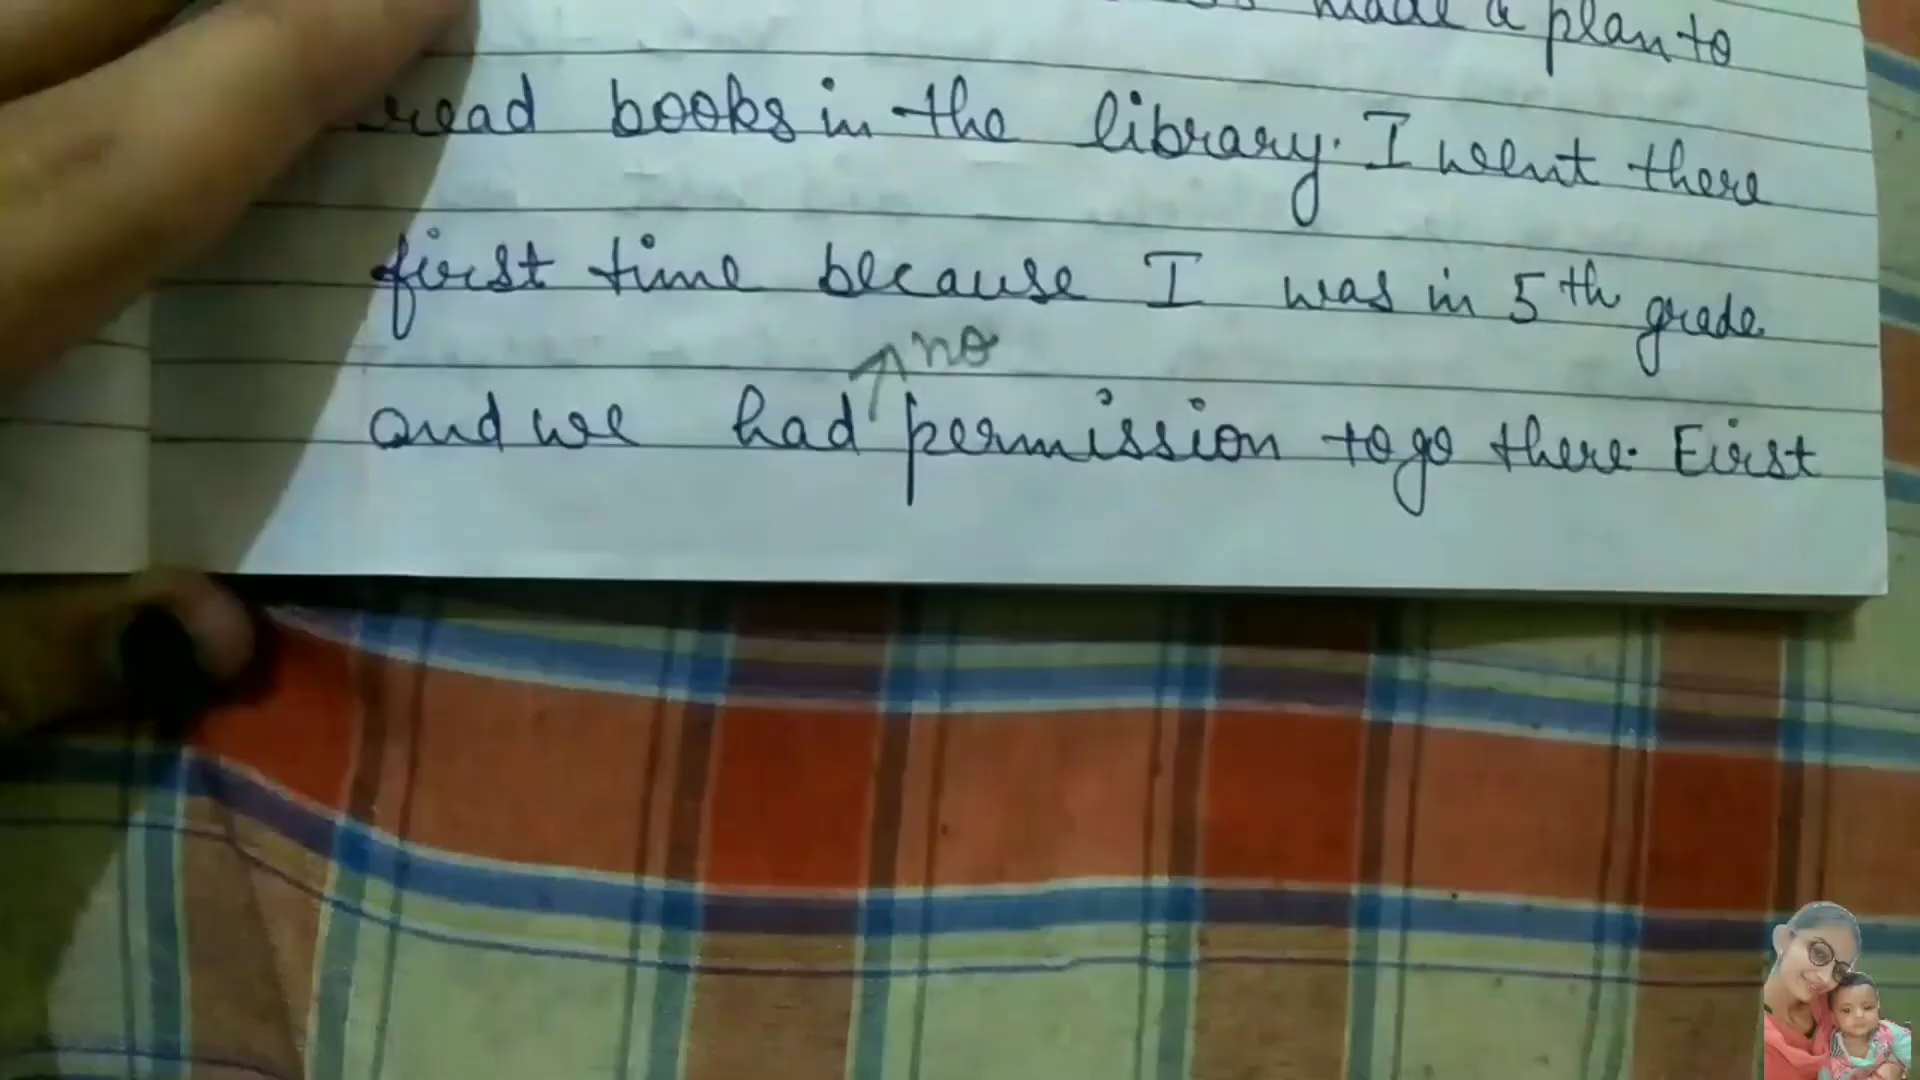 made a plan to
read books in the library. I went there
first time because I was in 5th grade
no
and we had permission to go there. First